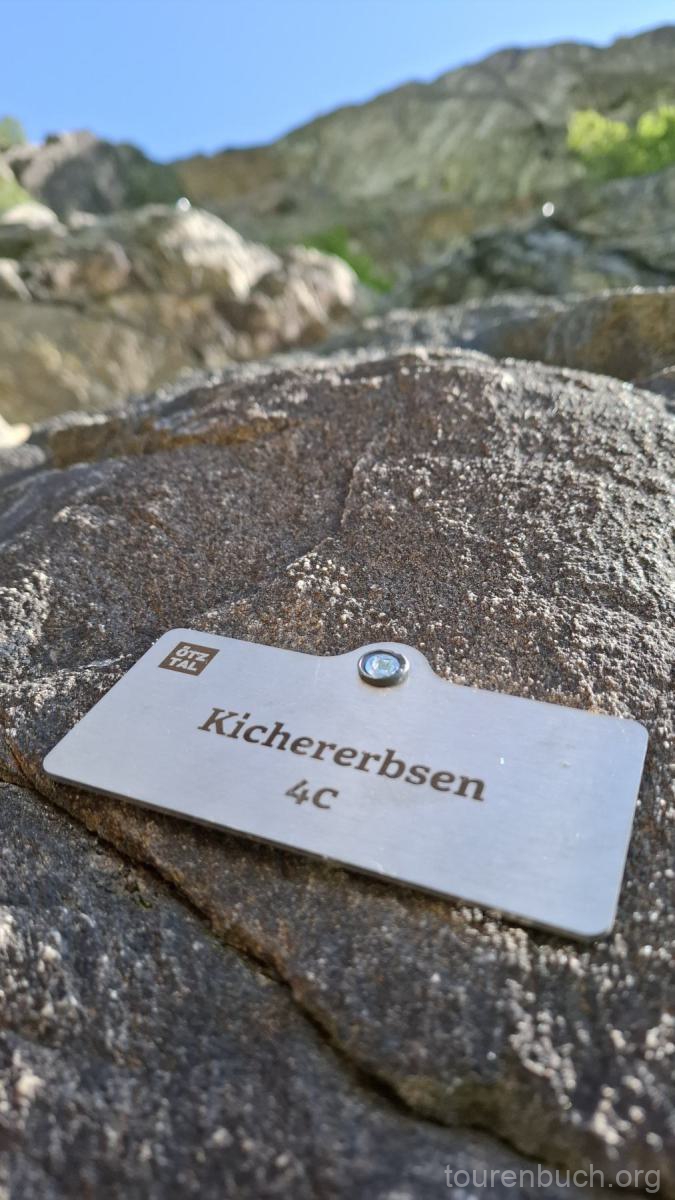 ÖTZ
TAL
Kichererbsen
4c
tourenbuch.org